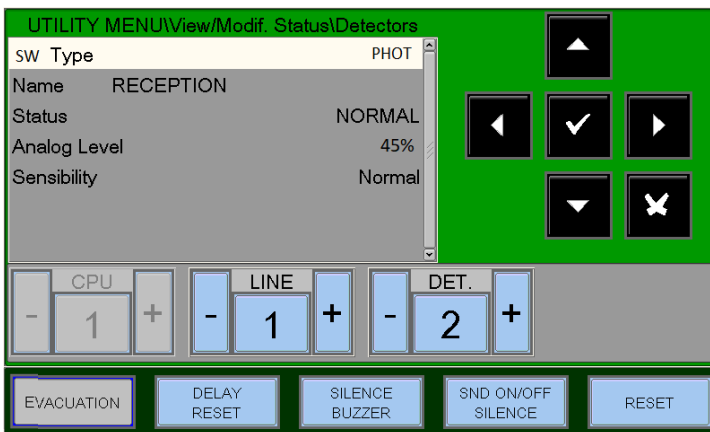 UTILITY MENU\View/Modif. Status\Detectors
SW Type PHOT
Name RECEPTION
Status NORMAL
Analog Level 45%
Sensibility Normal
CPU LINE DET.
- 1 + - 1 + - 2 +
EVACUATION
DELAY
RESET
SILENCE
BUZZER
SND ON/OFF
SILENCE
RESET